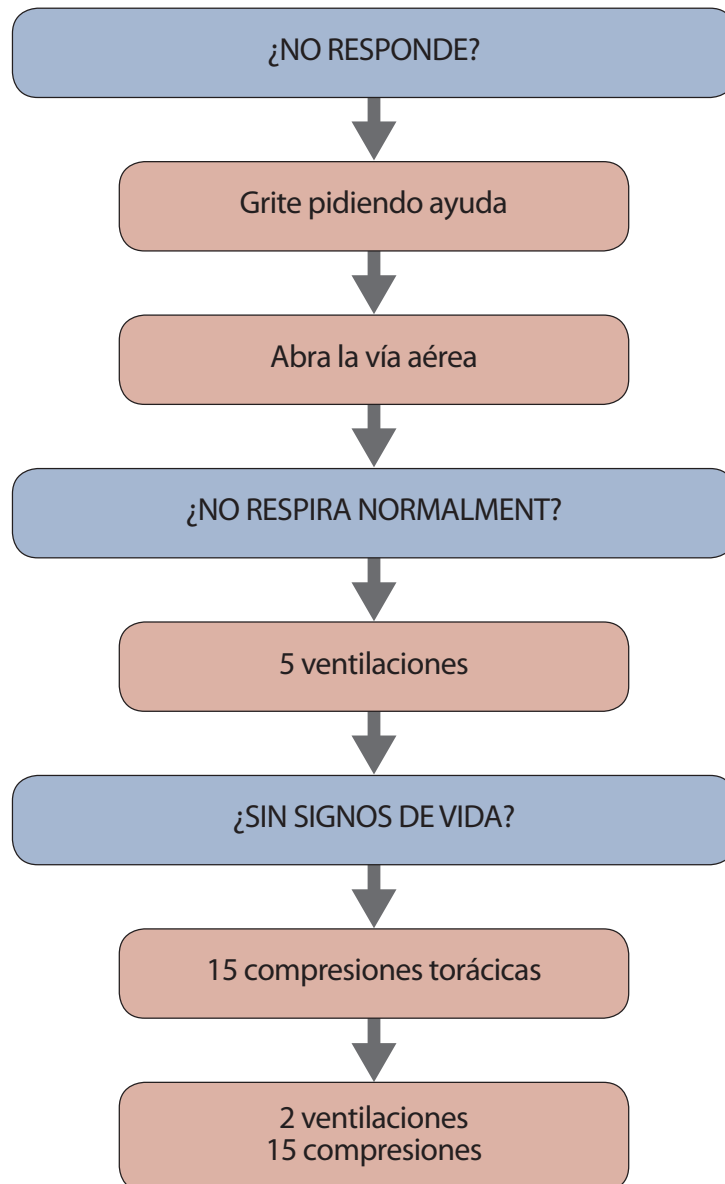 ¿NO RESPONDE?
Grite pidiendo ayuda
Abra la vía aérea
¿NO RESPIRA NORMALMENT?
5 ventilaciones
¿SIN SIGNOS DE VIDA?
15 compresiones torácicas
2 ventilaciones
15 compresiones